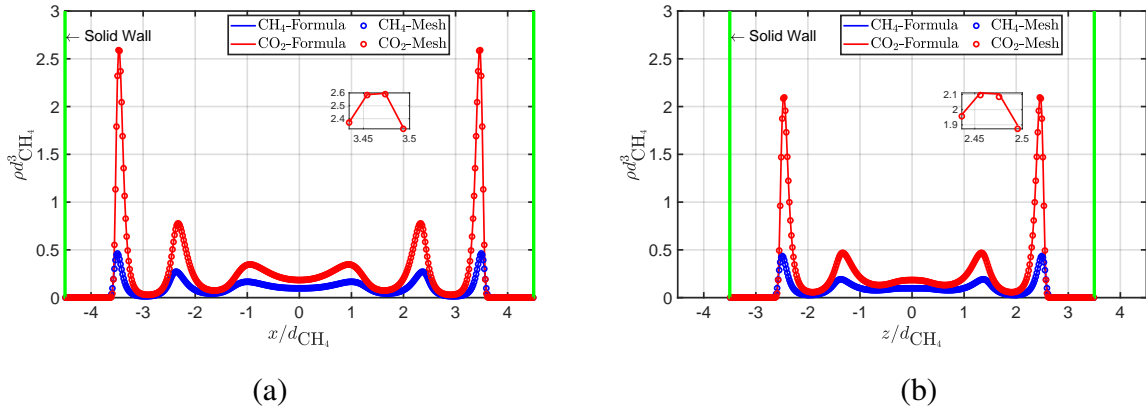 3
2.5
2
1.5
1
0.5
0
ρd³CH₄
← Solid Wall
CH₄-Formula CH₄-Mesh
CO₂-Formula CO₂-Mesh
2.6
2.5
2.4
3.45 3.5
-4 -3 -2 -1 0 1 2 3 4
x/dCH₄
(a)
3
2.5
2
1.5
1
0.5
0
ρd³CH₄
← Solid Wall
CH₄-Formula CH₄-Mesh
CO₂-Formula CO₂-Mesh
2.1
2
1.9
2.45 2.5
-4 -3 -2 -1 0 1 2 3 4
z/dCH₄
(b)